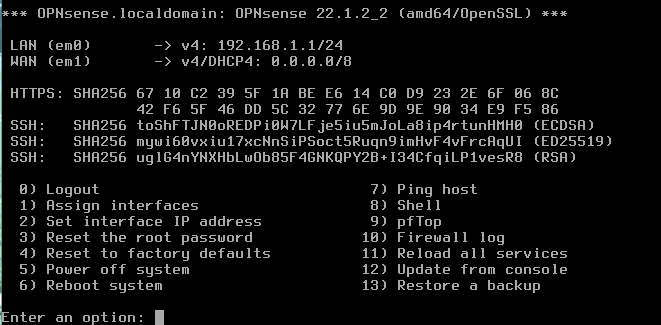 *** OPNsense.localdomain: OPNsense 22.1.2_2 (amd64/OpenSSL) ***
LAN (em0) -> v4: 192.168.1.1/24
WAN (em1) -> v4/DHCP4: 0.0.0.0/8
HTTPS: SHA256 67 10 C2 39 5F 1A BE E6 14 C0 D9 23 2E 6F 06 8C
42 F6 5F 46 DD 5C 32 77 6E 9D 9E 90 34 E9 F5 86
SSH: SHA256 toShFTJN0oREDPi0W7LFje5iu5mJoLa8ip4rtunHMH0 (ECDSA)
SSH: SHA256 mywi60vxiu17xcNnSiPSoct5Ruqn9imHvF4vFrcAqUI (ED25519)
SSH: SHA256 uglG4nYNXHbLwOb85F4GNKQPY2B+I34CfqiLP1vesR8 (RSA)
0) Logout 7) Ping host
1) Assign interfaces 8) Shell
2) Set interface IP address 9) pfTop
3) Reset the root password 10) Firewall log
4) Reset to factory defaults 11) Reload all services
5) Power off system 12) Update from console
6) Reboot system 13) Restore a backup
Enter an option: